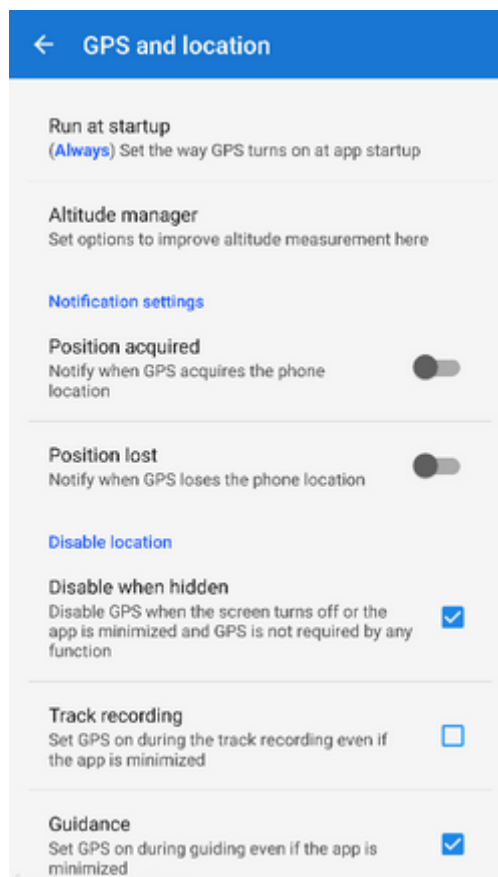 GPS and location
Run at startup
(Always) Set the way GPS turns on at app startup
Altitude manager
Set options to improve altitude measurement here
Notification settings
Position acquired
Notify when GPS acquires the phone
location
Position lost
Notify when GPS loses the phone location
Disable location
Disable when hidden
Disable GPS when the screen turns off or the
app is minimized and GPS is not required by any
function
Track recording
Set GPS on during the track recording even if
the app is minimized
Guidance
Set GPS on during guiding even if the app is
minimized